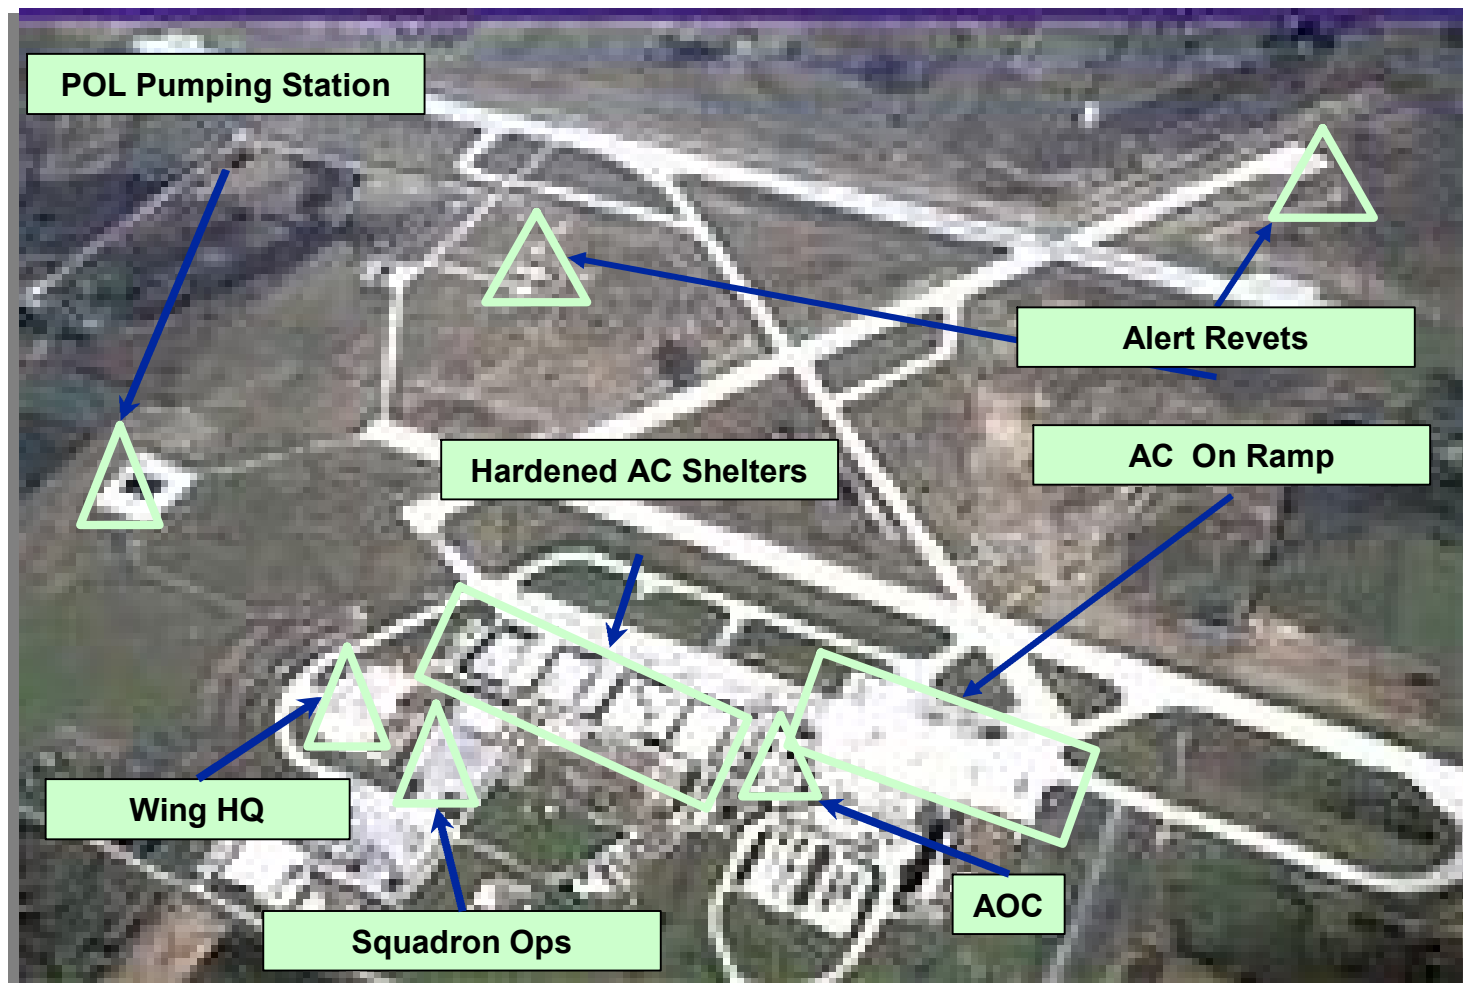 POL Pumping Station
Alert Revets
AC On Ramp
Hardened AC Shelters
Wing HQ
AOC
Squadron Ops